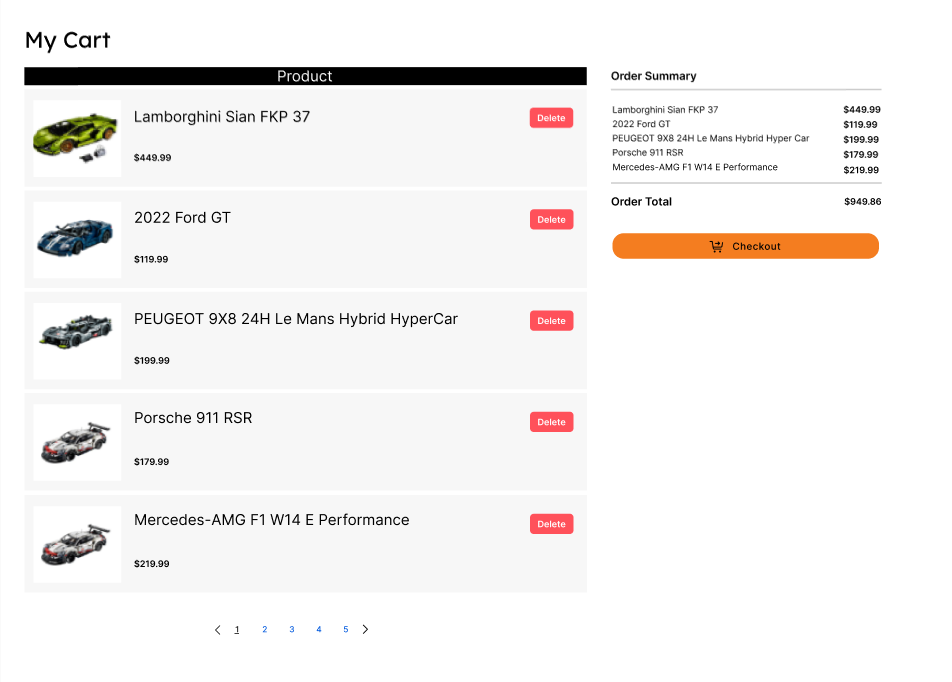 My Cart
Product
Lamborghini Sian FKP 37
Delete
$449.99
2022 Ford GT
Delete
$119.99
PEUGEOT 9X8 24H Le Mans Hybrid HyperCar
Delete
$199.99
Porsche 911 RSR
Delete
$179.99
Mercedes-AMG F1 W14 E Performance
Delete
$219.99
1 2 3 4 5
Order Summary
Lamborghini Sian FKP 37 $449.99
2022 Ford GT $119.99
PEUGEOT 9X8 24H Le Mans Hybrid Hyper Car $199.99
Porsche 911 RSR $179.99
Mercedes-AMG F1 W14 E Performance $219.99
Order Total $949.86
Checkout